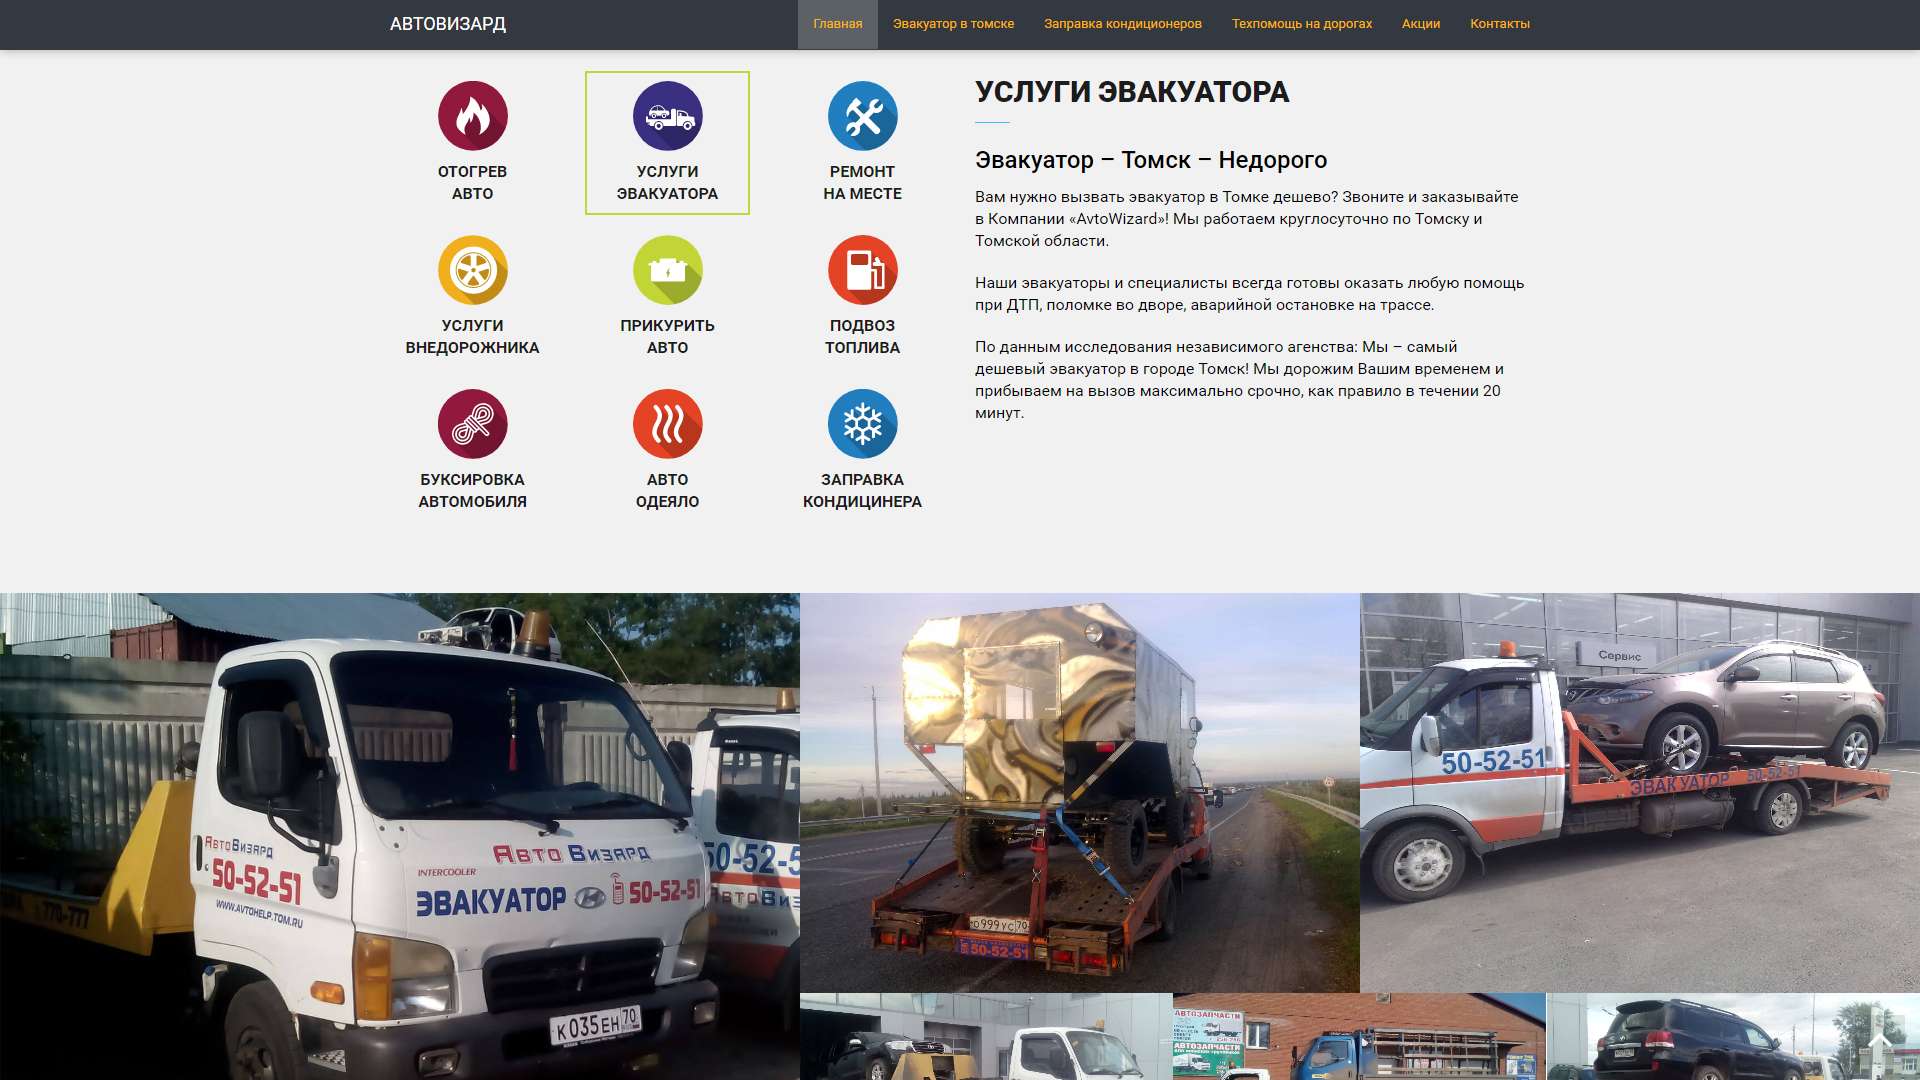 АВТОВИЗАРД
Главная
Эвакуатор в томске
Заправка кондиционеров
Техпомощь на дорогах
Акции
Контакты
ОТОГРЕВ
АВТО
УСЛУГИ
ЭВАКУАТОРА
РЕМОНТ
НА МЕСТЕ
УСЛУГИ
ВНЕДОРОЖНИКА
ПРИКУРИТЬ
АВТО
ПОДВОЗ
ТОПЛИВА
БУКСИРОВКА
АВТОМОБИЛЯ
АВТО
ОДЕЯЛО
ЗАПРАВКА
КОНДИЦИНЕРА
УСЛУГИ ЭВАКУАТОРА
Эвакуатор – Томск – Недорого
Вам нужно вызвать эвакуатор в Томке дешево? Звоните и заказывайте
в Компании «AvtoWizard»! Мы работаем круглосуточно по Томску и
Томской области.
Наши эвакуаторы и специалисты всегда готовы оказать любую помощь
при ДТП, поломке во дворе, аварийной остановке на трассе.
По данным исследования независимого агенства: Мы – самый
дешевый эвакуатор в городе Томск! Мы дорожим Вашим временем и
прибываем на вызов максимально срочно, как правило в течении 20
минут.
АвтоВизард
50-52-51
WWW.AVTOHELP.TOM.RU
770-777
Авто Визард
INTERCOOLER
ЭВАКУАТОР
50-52-51
К035ЕН 70
50-52-5
О999УС 70
50-52-51
Сервис
50-52-51
ЭВАКУАТОР 50-52-51
АВТОЗАПЧАСТИ
АВТОЗАПЧАСТИ